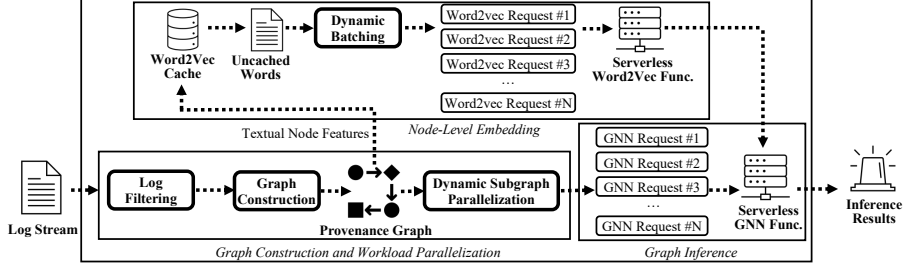 Word2Vec
Cache
Uncached
Words
Dynamic
Batching
Word2vec Request #1
Word2vec Request #2
Word2vec Request #3
...
Word2vec Request #N
Serverless
Word2Vec Func.
Textual Node Features
Node-Level Embedding
Log Stream
Log
Filtering
Graph
Construction
Provenance Graph
Dynamic Subgraph
Parallelization
Graph Construction and Workload Parallelization
GNN Request #1
GNN Request #2
GNN Request #3
...
GNN Request #N
Serverless
GNN Func.
Graph Inference
Inference
Results